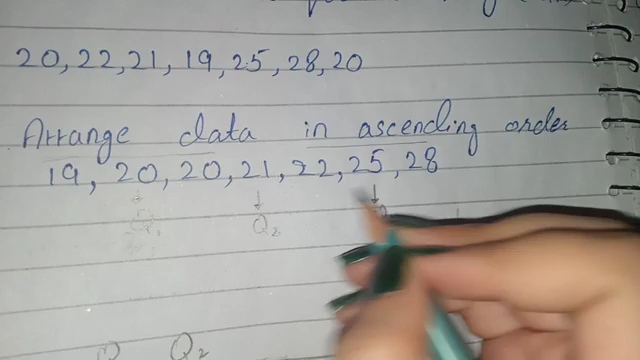 20, 22, 21, 19, 25, 28, 20
Arrange data in ascending order
19, 20, 20, 21, 22, 25, 28
Q₂
Q₂